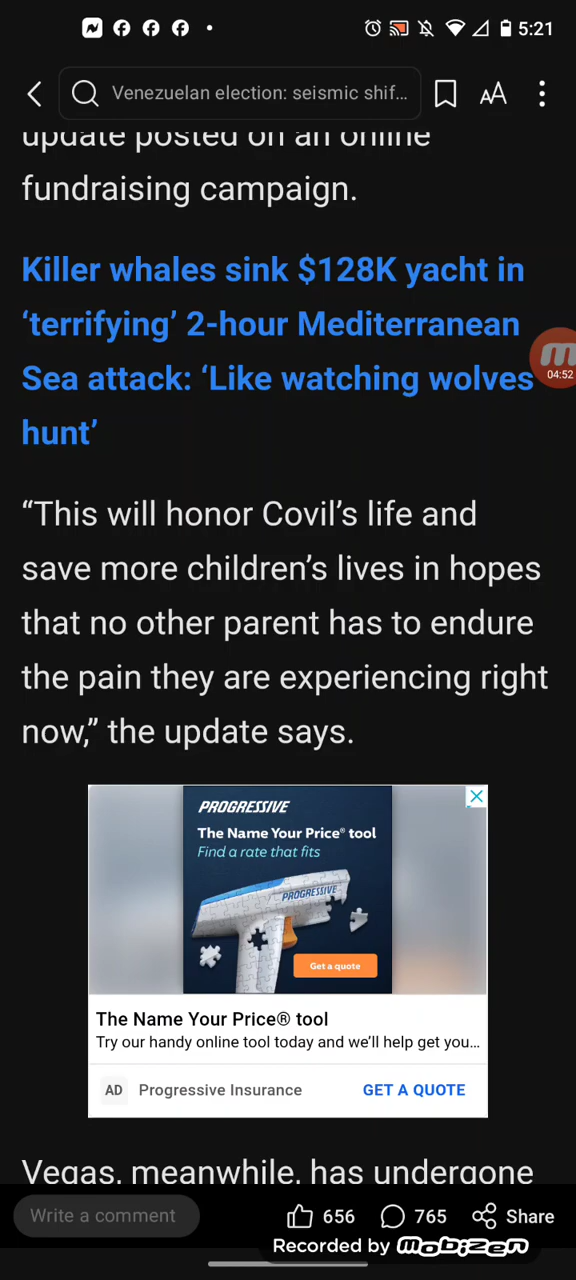 5:21
Venezuelan election: seismic shif...
AA
update posted on an online
fundraising campaign.
Killer whales sink $128K yacht in
‘terrifying’ 2-hour Mediterranean
Sea attack: ‘Like watching wolves
hunt’
04:52
“This will honor Covil’s life and
save more children’s lives in hopes
that no other parent has to endure
the pain they are experiencing right
now,” the update says.
PROGRESSIVE
The Name Your Price® tool
Find a rate that fits
PROGRESSIVE
Get a quote
The Name Your Price® tool
Try our handy online tool today and we’ll help get you...
AD Progressive Insurance GET A QUOTE
Vegas, meanwhile, has undergone
Write a comment 656 765 Share
Recorded by mobizen